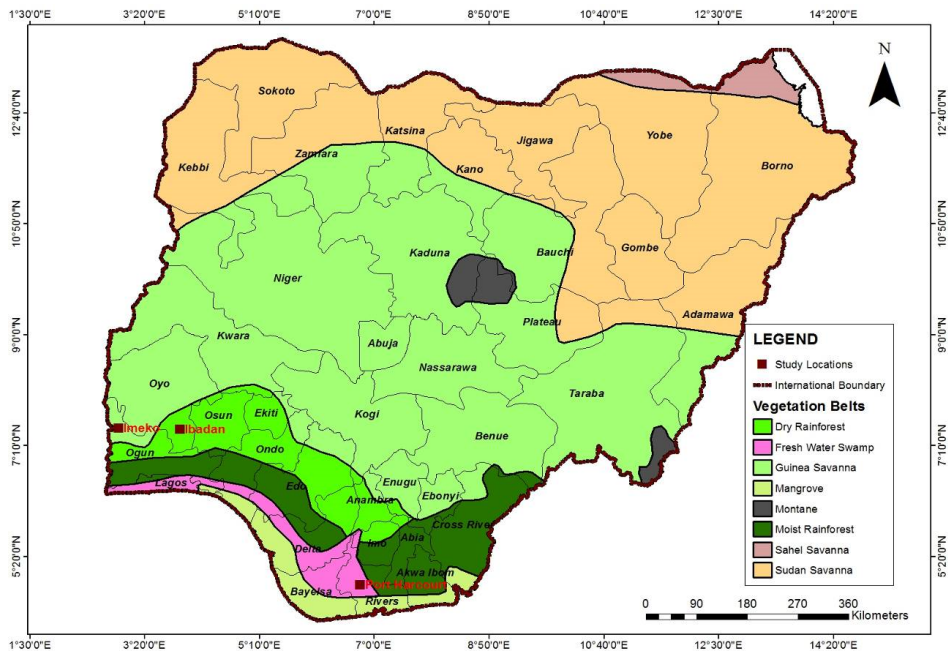 1°30'0"E
3°20'0"E
5°10'0"E
7°0'0"E
8°50'0"E
10°40'0"E
12°30'0"E
14°20'0"E
N
12°40'0"N
12°40'0"N
Sokoto
Katsina
Jigawa
Yobe
Zamfara
Kebbi
Kano
Borno
10°50'0"N
10°50'0"N
Kaduna
Bauchi
Gombe
Niger
Plateau
Adamawa
9°0'0"N
9°0'0"N
Kwara
Abuja
Nassarawa
Oyo
Taraba
Osun
Ekiti
Kogi
Imeko
Ibadan
Benue
7°10'0"N
7°10'0"N
Ogun
Ondo
Lagos
Edo
Enugu
Ebonyi
Anambra
Cross River
Abia
Imo
Delta
5°20'0"N
5°20'0"N
Akwa Ibom
Port Harcourt
Bayelsa
Rivers
LEGEND
Study Locations
International Boundary
Vegetation Belts
Dry Rainforest
Fresh Water Swamp
Guinea Savanna
Mangrove
Montane
Moist Rainforest
Sahel Savanna
Sudan Savanna
0 90 180 270 360
Kilometers
1°30'0"E
3°20'0"E
5°10'0"E
7°0'0"E
8°50'0"E
10°40'0"E
12°30'0"E
14°20'0"E